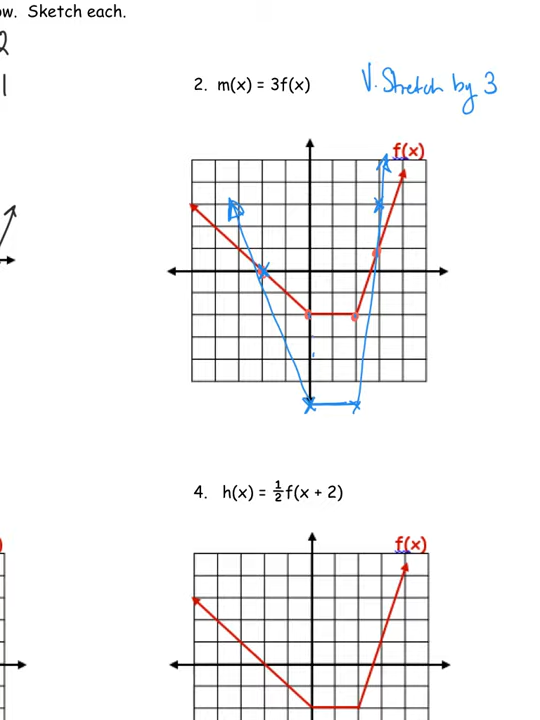 ow. Sketch each.
2
1
2. m(x) = 3f(x)
V. Stretch by 3
f(x)
4. h(x) = ½f(x + 2)
f(x)